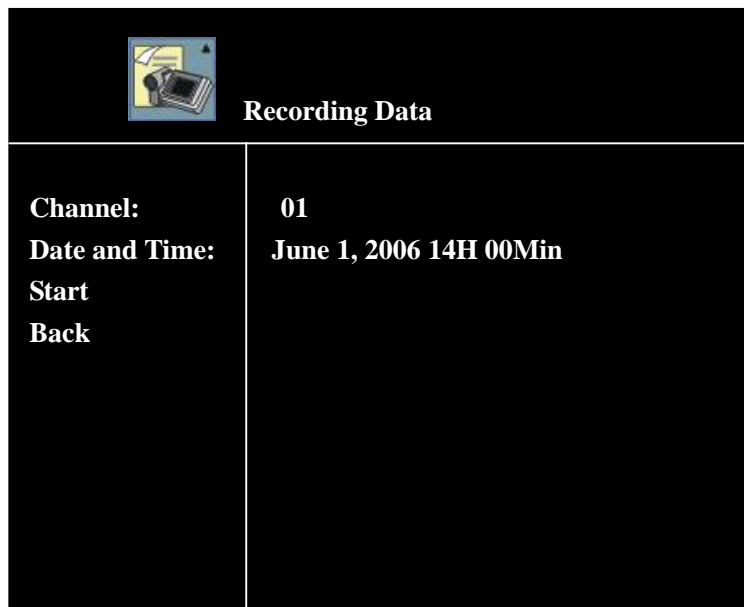 Recording Data
Channel: 01
Date and Time: June 1, 2006 14H 00Min
Start
Back